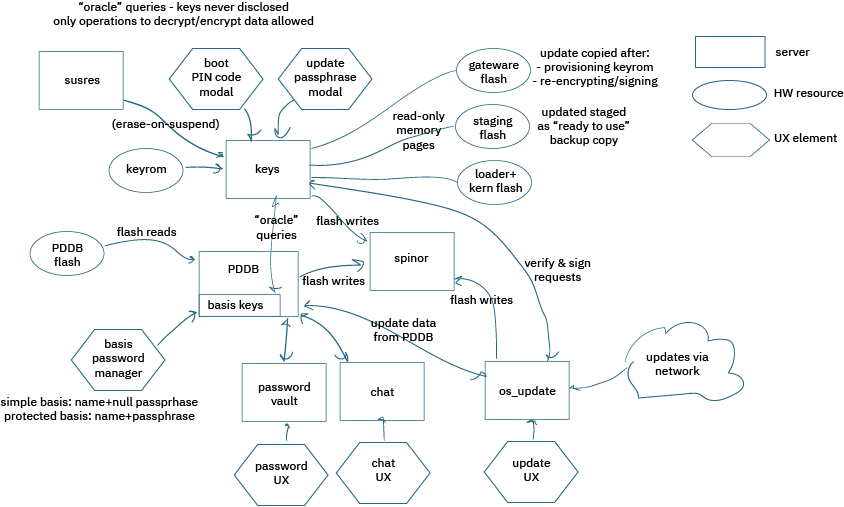 “oracle” queries - keys never disclosed
only operations to decrypt/encrypt data allowed
susres
boot
PIN code
modal
update
passphrase
modal
gateware
flash
update copied after:
- provisioning keyrom
- re-encrypting/signing
server
HW resource
UX element
(erase-on-suspend)
read-only
memory
pages
staging
flash
updated staged
as “ready to use”
backup copy
keyrom
keys
loader+
kern flash
“oracle”
queries
flash writes
PDDB
flash
flash reads
PDDB
basis keys
spinor
flash writes
verify & sign
requests
flash writes
basis
password
manager
update data
from PDDB
updates via
network
simple basis: name+null passprhase
protected basis: name+passphrase
password
vault
chat
os_update
password
UX
chat
UX
update
UX